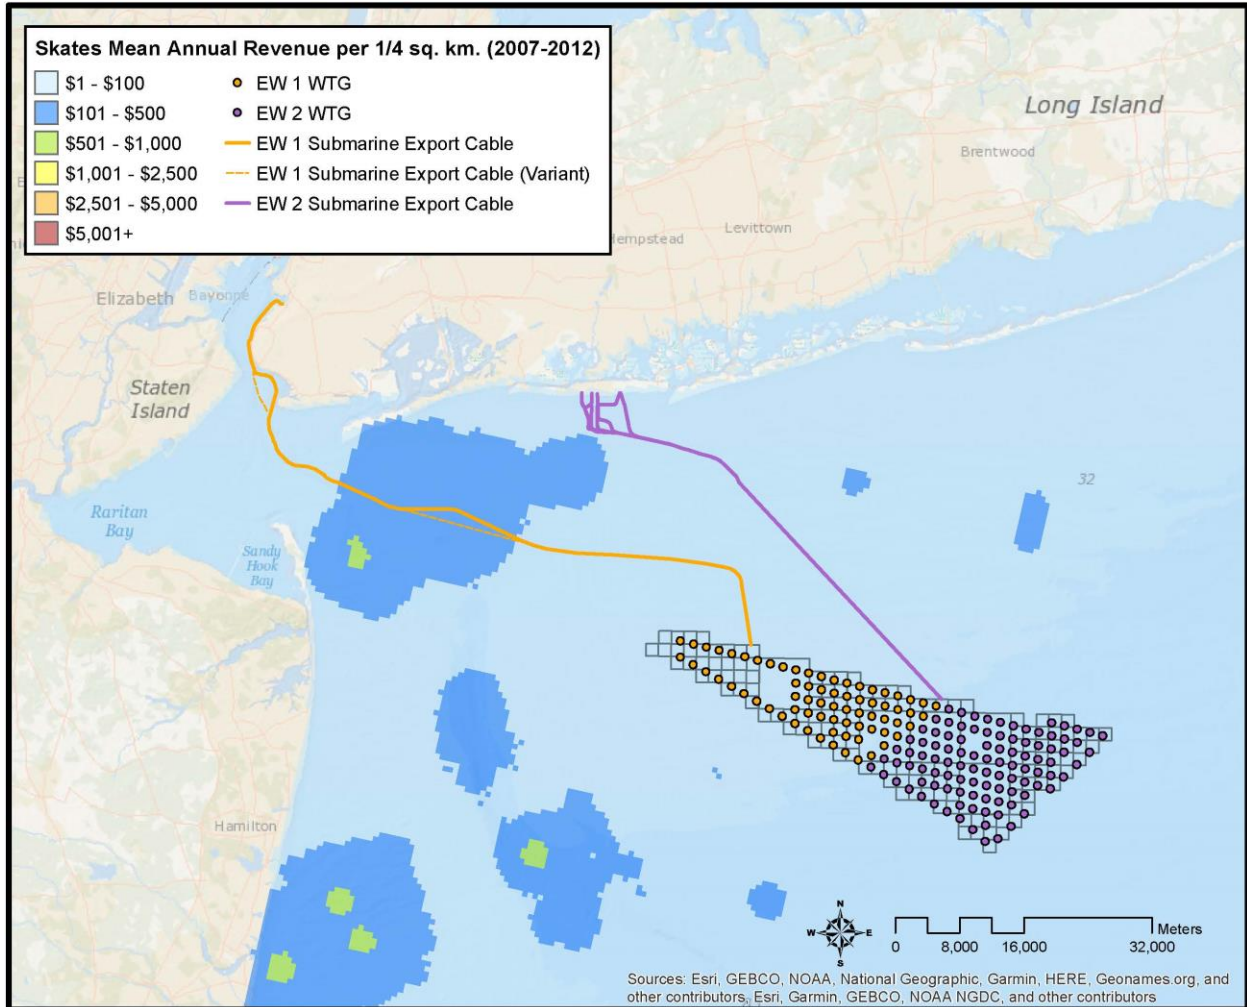 Skates Mean Annual Revenue per 1/4 sq. km. (2007-2012)
$1 - $100
$101 - $500
$501 - $1,000
$1,001 - $2,500
$2,501 - $5,000
$5,001+
EW 1 WTG
EW 2 WTG
EW 1 Submarine Export Cable
EW 1 Submarine Export Cable (Variant)
EW 2 Submarine Export Cable
Long Island
Brentwood
Levittown
Hempstead
Elizabeth
Bayonne
Staten
Island
32
Raritan
Bay
Sandy
Hook
Bay
Hamilton
N
W
E
S
Meters
0
8,000
16,000
32,000
Sources: Esri, GEBCO, NOAA, National Geographic, Garmin, HERE, Geonames.org, and
other contributors, Esri, Garmin, GEBCO, NOAA NGDC, and other contributors